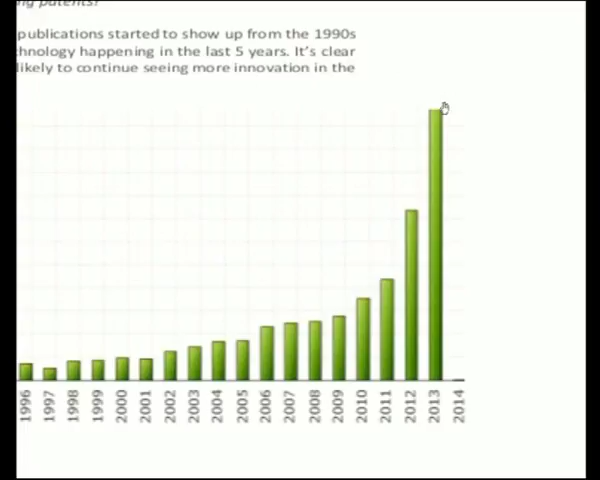 ng patents?
publications started to show up from the 1990s
chnology happening in the last 5 years. It's clear
likely to continue seeing more innovation in the
1996 1997 1998 1999 2000 2001 2002 2003 2004 2005 2006 2007 2008 2009 2010 2011 2012 2013 2014